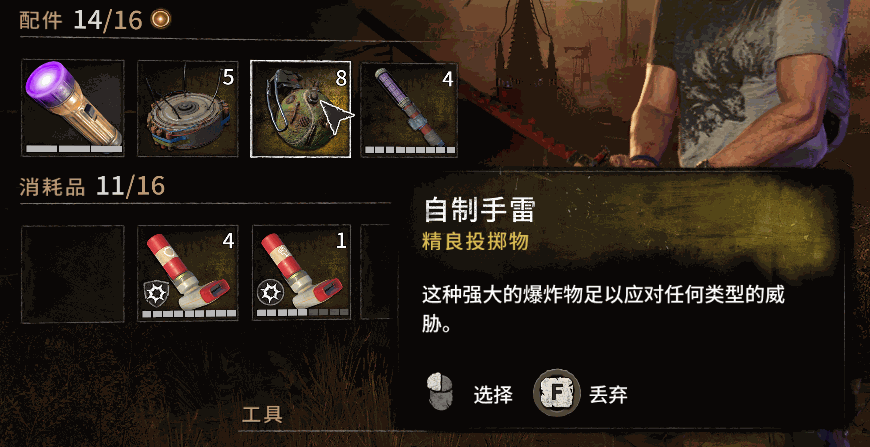 配件 14/16
5
8
4
消耗品 11/16
4
1
自制手雷
精良投掷物
这种强大的爆炸物足以应对任何类型的威
胁。
选择
F
丢弃
工具